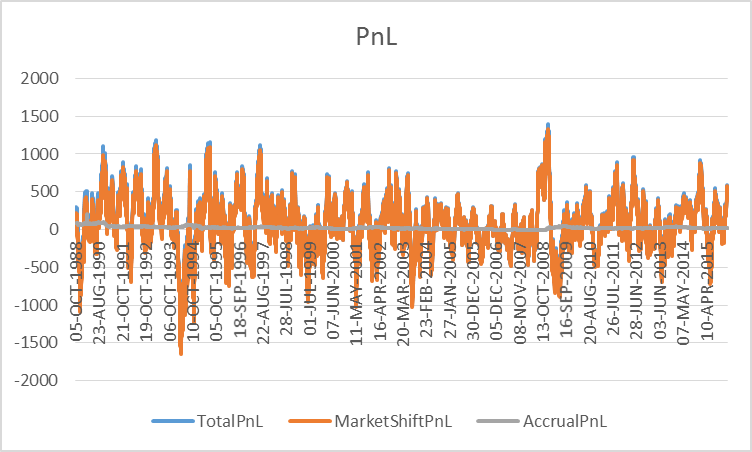 PnL
2000
1500
1000
500
0
-500
-1000
-1500
-2000
05-OCT-1988
23-AUG-1990
21-OCT-1991
19-OCT-1992
06-OCT-1993
10-OCT-1994
05-OCT-1995
18-SEP-1996
22-AUG-1997
28-JUL-1998
01-JUL-1999
07-JUN-2000
11-MAY-2001
16-APR-2002
20-MAR-2003
23-FEB-2004
27-JAN-2005
30-DEC-2005
05-DEC-2006
08-NOV-2007
13-OCT-2008
16-SEP-2009
20-AUG-2010
26-JUL-2011
28-JUN-2012
03-JUN-2013
07-MAY-2014
10-APR-2015
TotalPnL MarketShiftPnL AccrualPnL